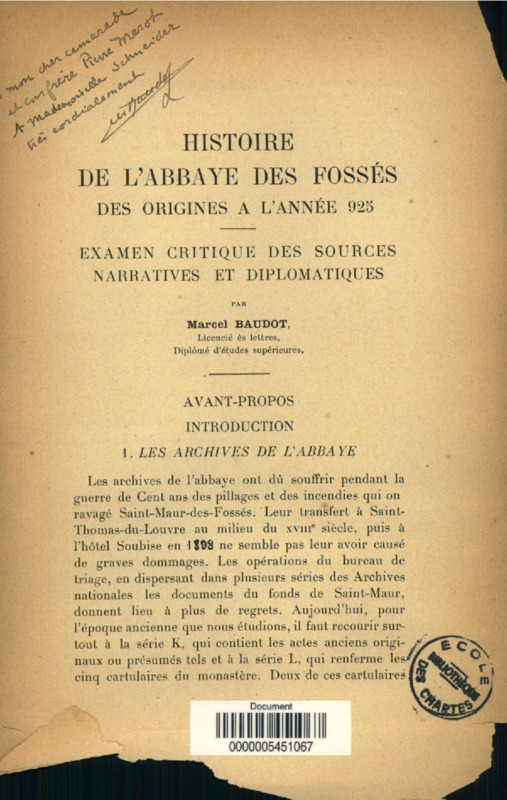 mon cher camarade
et confrère Pierre Marot
A Mademoiselle Schneider
très cordialement
HISTOIRE
DE L'ABBAYE DES FOSSÉS
DES ORIGINES A L'ANNÉE 925
EXAMEN CRITIQUE DES SOURCES
NARRATIVES ET DIPLOMATIQUES
PAR
Marcel BAUDOT,
Licencié ès lettres,
Diplômé d'études supérieures.
AVANT-PROPOS
INTRODUCTION
1. LES ARCHIVES DE L'ABBAYE
Les archives de l'abbaye ont dû souffrir pendant la
guerre de Cent ans des pillages et des incendies qui on
ravagé Saint-Maur-des-Fossés. Leur transfert à Saint-
Thomas-du-Louvre au milieu du XVIIIe siècle, puis à
l'hôtel Soubise en ne semble pas leur avoir causé
de graves dommages. Les opérations du bureau de
triage, en dispersant dans plusieurs séries des Archives
nationales les documents du fonds de Saint-Maur,
donnent lieu à plus de regrets. Aujourd'hui, pour
l'époque ancienne que nous étudions, il faut recourir sur-
tout à la série K, qui contient les actes anciens origi-
naux ou présumés tels et à la série L, qui renferme les
cinq cartulaires du monastère. Deux de ces cartulaires
ECOLE
DES CHARTES
BIBLIOTHÈQUE
Document
0000005451067